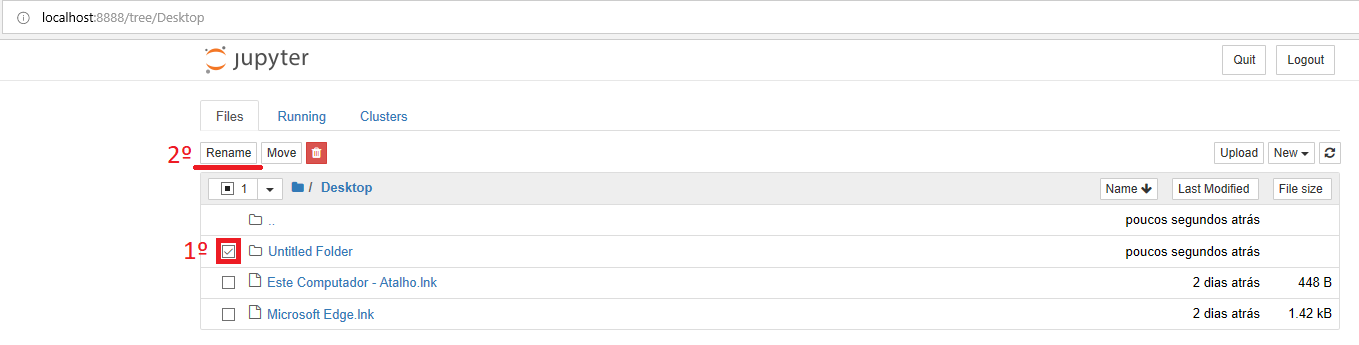 localhost:8888/tree/Desktop
jupyter
Quit Logout
Files Running Clusters
2º Rename Move Upload New
1 / Desktop Name Last Modified File size
.. poucos segundos atrás
1º Untitled Folder poucos segundos atrás
Este Computador - Atalho.lnk 2 dias atrás 448 B
Microsoft Edge.lnk 2 dias atrás 1.42 kB